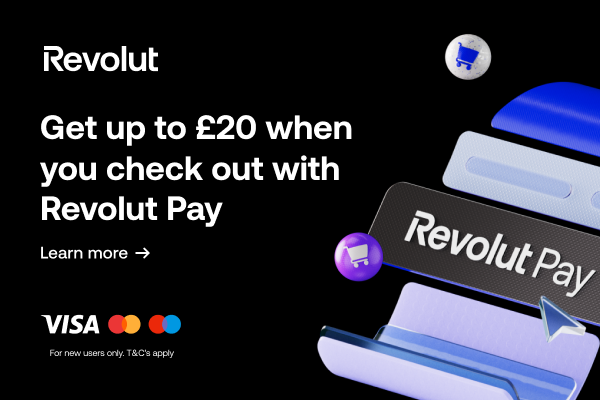 Revolut
Get up to £20 when
you check out with
Revolut Pay
Learn more →
VISA
For new users only. T&C's apply
Revolut Pay